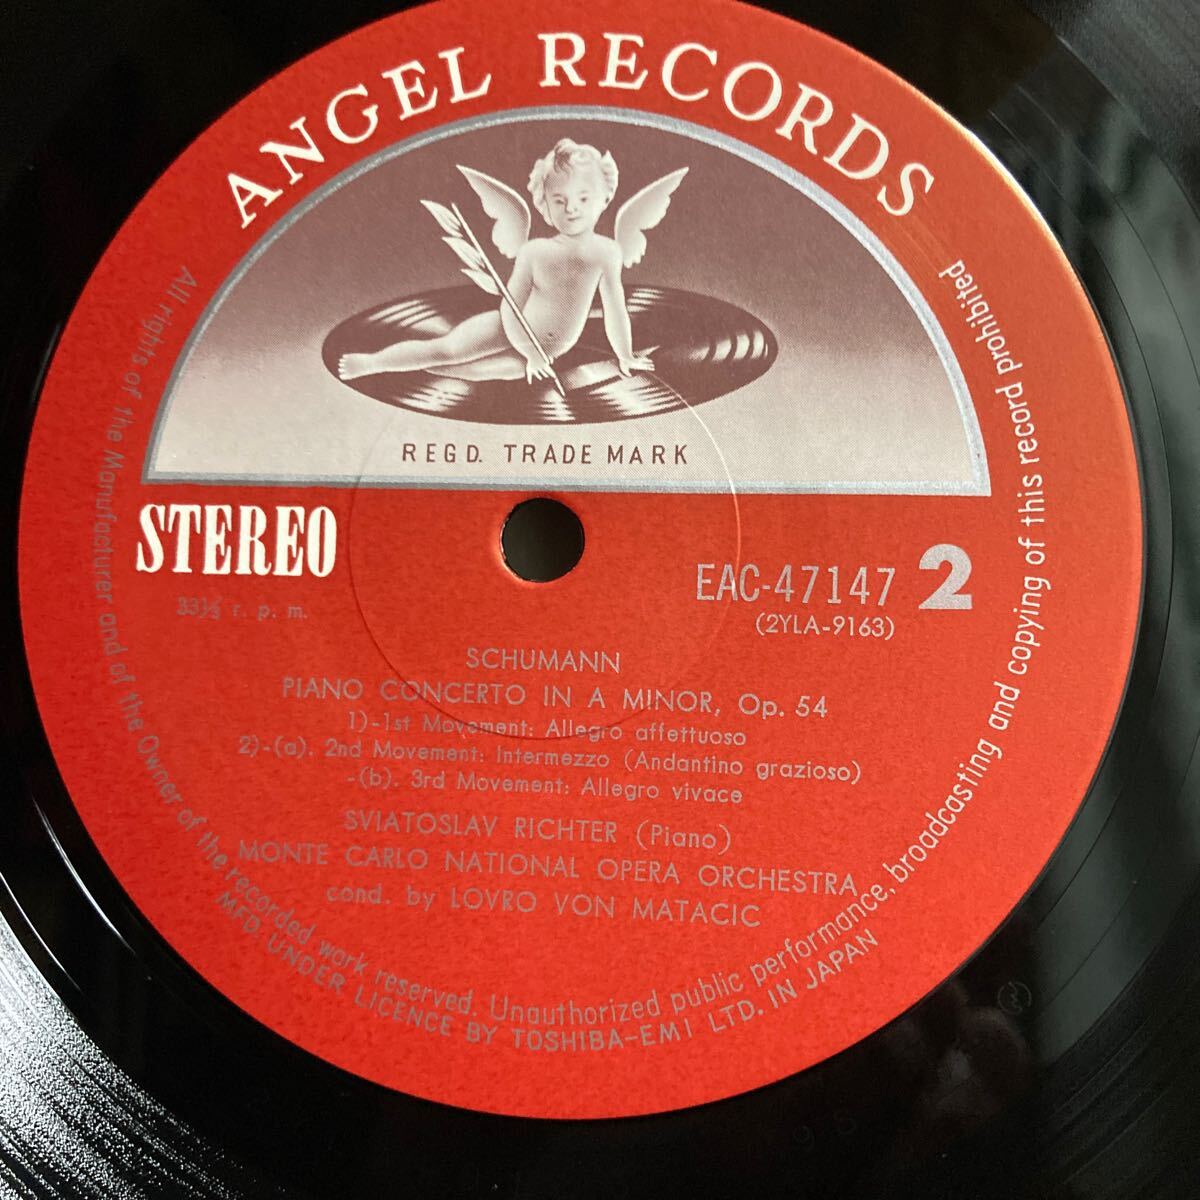 ANGEL RECORDS
REGD. TRADE MARK
STEREO
33⅓ r. p. m.
EAC-47147 2
(2YLA-9163)
SCHUMANN
PIANO CONCERTO IN A MINOR, Op. 54
1)-1st Movement: Allegro affettuoso
2)-(a). 2nd Movement: Intermezzo (Andantino grazioso)
-(b). 3rd Movement: Allegro vivace
SVIATOSLAV RICHTER (Piano)
MONTE CARLO NATIONAL OPERA ORCHESTRA
cond. by LOVRO VON MATACIC
All rights of the Manufacturer and of the Owner of the recorded work reserved. Unauthorized public performance, broadcasting and copying of this record prohibited
MFD. UNDER LICENCE BY TOSHIBA-EMI LTD. IN JAPAN